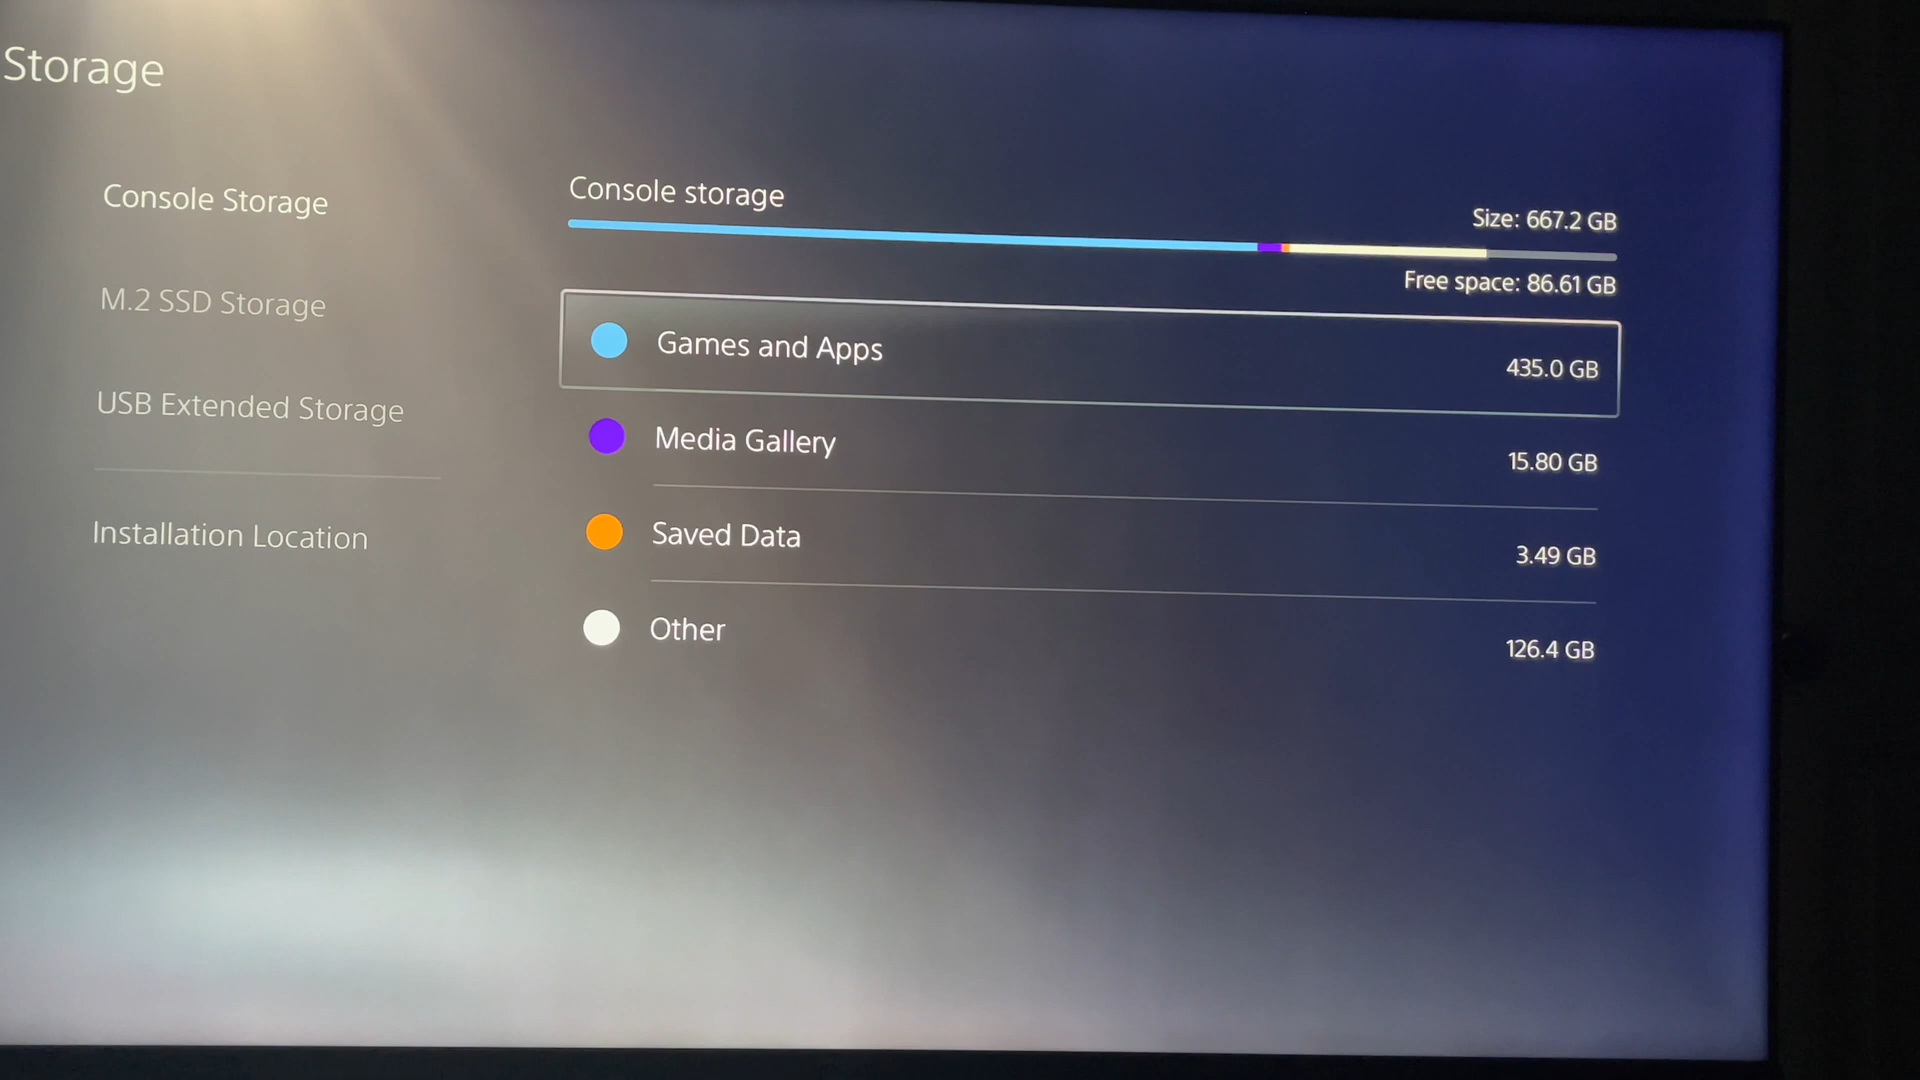 Storage
Console Storage
M.2 SSD Storage
USB Extended Storage
Installation Location
Console storage
Size: 667.2 GB
Free space: 86.61 GB
Games and Apps 435.0 GB
Media Gallery 15.80 GB
Saved Data 3.49 GB
Other 126.4 GB